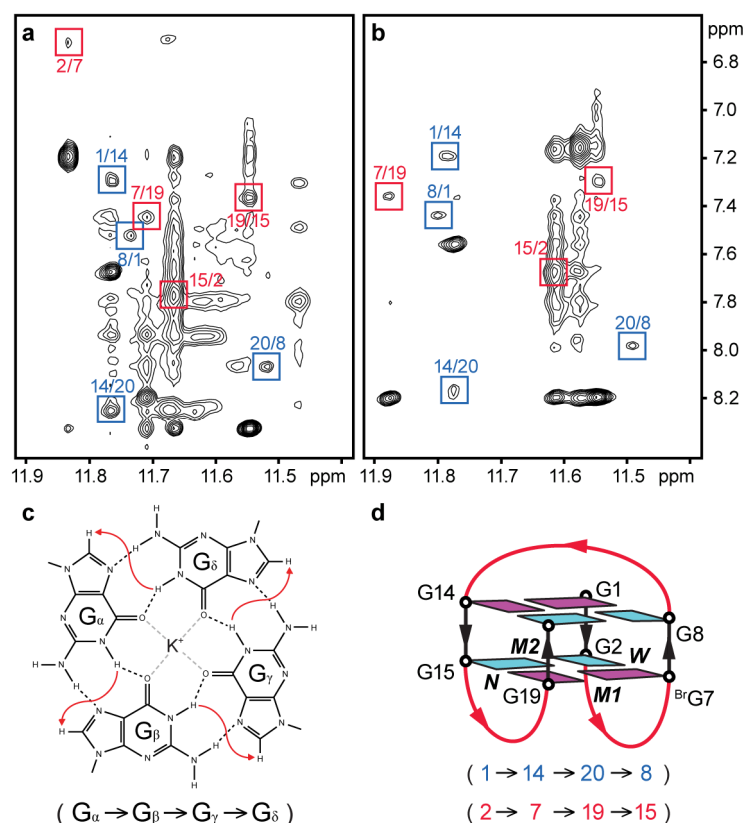 a
2/7
1/14
7/19
8/1
19/15
15/2
20/8
14/20
11.9 11.8 11.7 11.6 11.5 ppm
b
1/14
7/19
8/1
19/15
15/2
20/8
14/20
11.9 11.8 11.7 11.6 11.5 ppm
ppm
6.8
7.0
7.2
7.4
7.6
7.8
8.0
8.2
c
H
N
H
H
N
N
N
N
N
H
O
Gα
H
N
H
N
N
N
N
N
H
H
O
Gδ
K+
H
N
H
H
N
N
N
N
N
H
O
Gγ
O
N
H
N
N
N
N
H
H
H
Gβ
( Gα → Gβ → Gγ → Gδ )
d
G14
G1
G8
M2
G2
W
G15
N
G19
M1
BrG7
( 1 → 14 → 20 → 8 )
( 2 → 7 → 19 → 15 )